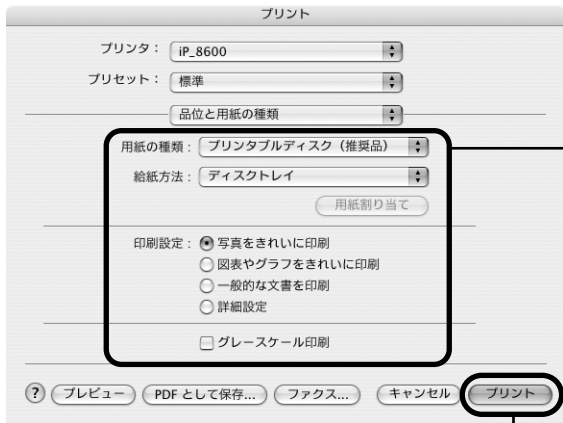 プリント
プリンタ： iP_8600
プリセット： 標準
品位と用紙の種類
用紙の種類： プリンタブルディスク（推奨品）
給紙方法： ディスクトレイ
用紙割り当て
印刷設定： 写真をきれいに印刷
図表やグラフをきれいに印刷
一般的な文書を印刷
詳細設定
グレースケール印刷
? プレビュー PDF として保存... ファクス... キャンセル プリント